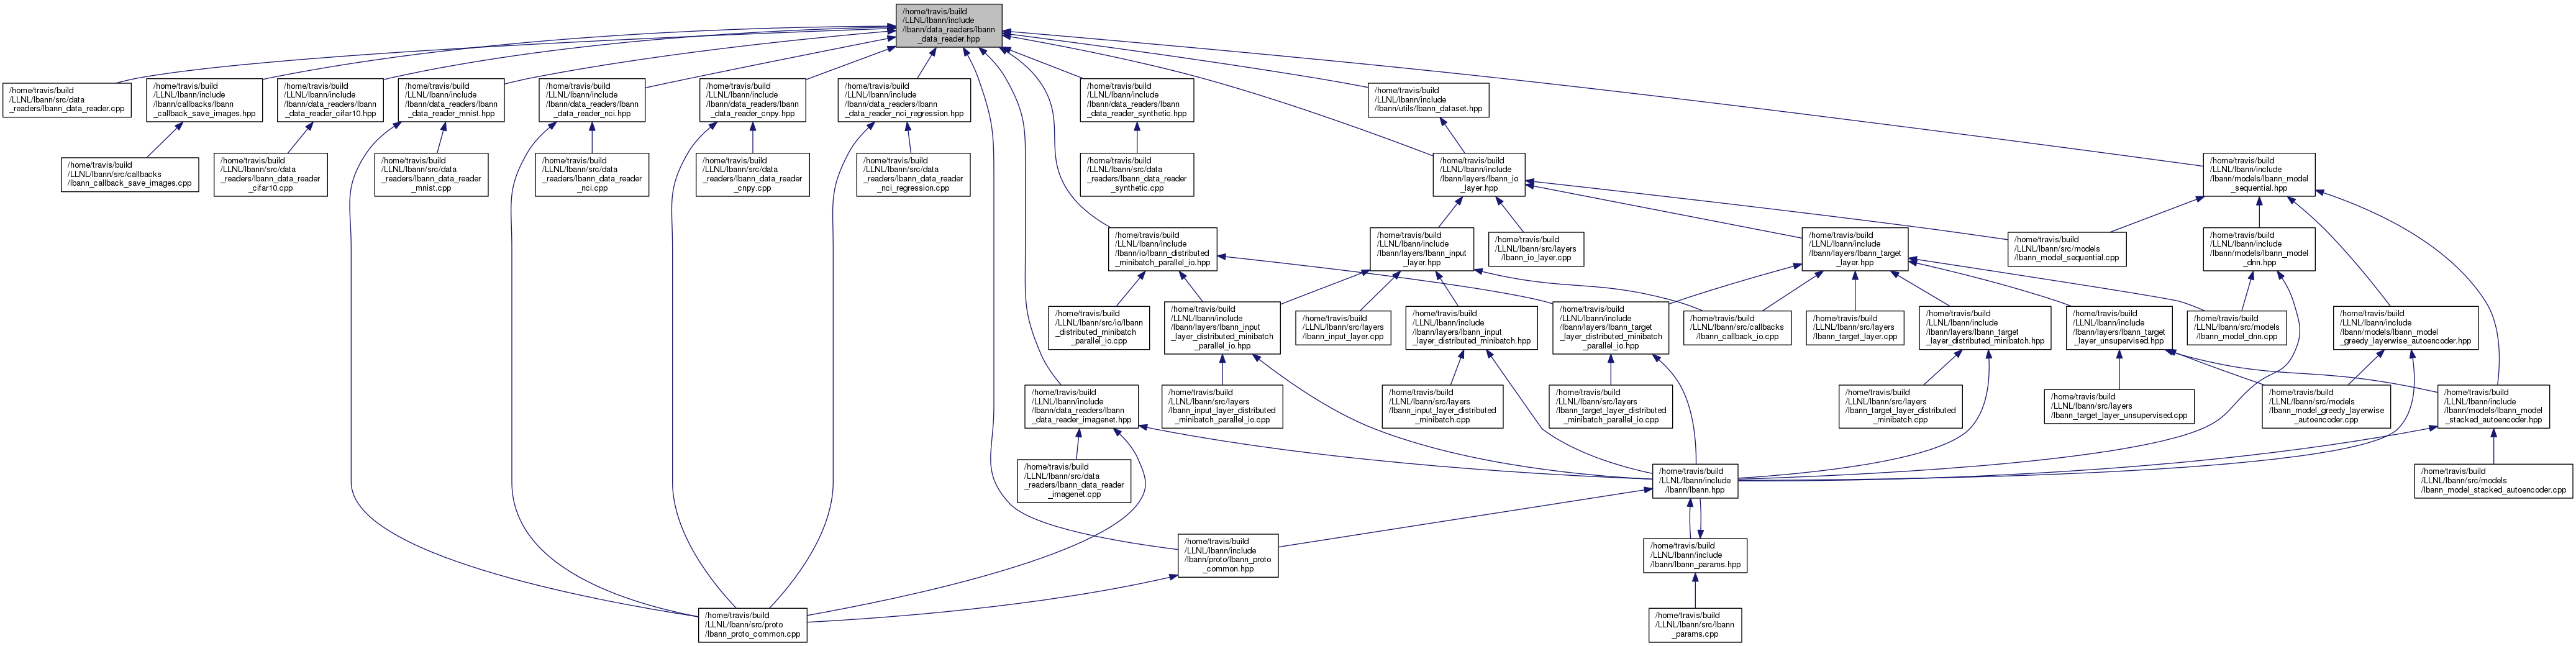 /home/travis/build
/LLNL/lbann/include
/lbann/data_readers/lbann
_data_reader.hpp
/home/travis/build
/LLNL/lbann/src/data
_readers/lbann_data_reader.cpp
/home/travis/build
/LLNL/lbann/include
/lbann/callbacks/lbann
_callback_save_images.hpp
/home/travis/build
/LLNL/lbann/include
/lbann/data_readers/lbann
_data_reader_cifar10.hpp
/home/travis/build
/LLNL/lbann/include
/lbann/data_readers/lbann
_data_reader_mnist.hpp
/home/travis/build
/LLNL/lbann/include
/lbann/data_readers/lbann
_data_reader_nci.hpp
/home/travis/build
/LLNL/lbann/include
/lbann/data_readers/lbann
_data_reader_cnpy.hpp
/home/travis/build
/LLNL/lbann/include
/lbann/data_readers/lbann
_data_reader_nci_regression.hpp
/home/travis/build
/LLNL/lbann/include
/lbann/data_readers/lbann
_data_reader_synthetic.hpp
/home/travis/build
/LLNL/lbann/include
/lbann/utils/lbann_dataset.hpp
/home/travis/build
/LLNL/lbann/src/callbacks
/lbann_callback_save_images.cpp
/home/travis/build
/LLNL/lbann/src/data
_readers/lbann_data_reader
_cifar10.cpp
/home/travis/build
/LLNL/lbann/src/data
_readers/lbann_data_reader
_mnist.cpp
/home/travis/build
/LLNL/lbann/src/data
_readers/lbann_data_reader
_nci.cpp
/home/travis/build
/LLNL/lbann/src/data
_readers/lbann_data_reader
_cnpy.cpp
/home/travis/build
/LLNL/lbann/src/data
_readers/lbann_data_reader
_nci_regression.cpp
/home/travis/build
/LLNL/lbann/src/data
_readers/lbann_data_reader
_synthetic.cpp
/home/travis/build
/LLNL/lbann/include
/lbann/layers/lbann_io
_layer.hpp
/home/travis/build
/LLNL/lbann/include
/lbann/models/lbann_model
_sequential.hpp
/home/travis/build
/LLNL/lbann/include
/lbann/io/lbann_distributed
_minibatch_parallel_io.hpp
/home/travis/build
/LLNL/lbann/include
/lbann/layers/lbann_input
_layer.hpp
/home/travis/build
/LLNL/lbann/src/layers
/lbann_io_layer.cpp
/home/travis/build
/LLNL/lbann/include
/lbann/layers/lbann_target
_layer.hpp
/home/travis/build
/LLNL/lbann/src/models
/lbann_model_sequential.cpp
/home/travis/build
/LLNL/lbann/include
/lbann/models/lbann_model
_dnn.hpp
/home/travis/build
/LLNL/lbann/src/io/lbann
_distributed_minibatch
_parallel_io.cpp
/home/travis/build
/LLNL/lbann/include
/lbann/layers/lbann_input
_layer_distributed_minibatch
_parallel_io.hpp
/home/travis/build
/LLNL/lbann/src/layers
/lbann_input_layer.cpp
/home/travis/build
/LLNL/lbann/include
/lbann/layers/lbann_input
_layer_distributed_minibatch.hpp
/home/travis/build
/LLNL/lbann/include
/lbann/layers/lbann_target
_layer_distributed_minibatch
_parallel_io.hpp
/home/travis/build
/LLNL/lbann/src/callbacks
/lbann_callback_io.cpp
/home/travis/build
/LLNL/lbann/src/layers
/lbann_target_layer.cpp
/home/travis/build
/LLNL/lbann/include
/lbann/layers/lbann_target
_layer_distributed_minibatch.hpp
/home/travis/build
/LLNL/lbann/include
/lbann/layers/lbann_target
_layer_unsupervised.hpp
/home/travis/build
/LLNL/lbann/src/models
/lbann_model_dnn.cpp
/home/travis/build
/LLNL/lbann/include
/lbann/models/lbann_model
_greedy_layerwise_autoencoder.hpp
/home/travis/build
/LLNL/lbann/include
/lbann/data_readers/lbann
_data_reader_imagenet.hpp
/home/travis/build
/LLNL/lbann/src/layers
/lbann_input_layer_distributed
_minibatch_parallel_io.cpp
/home/travis/build
/LLNL/lbann/src/layers
/lbann_input_layer_distributed
_minibatch.cpp
/home/travis/build
/LLNL/lbann/src/layers
/lbann_target_layer_distributed
_minibatch_parallel_io.cpp
/home/travis/build
/LLNL/lbann/src/layers
/lbann_target_layer_distributed
_minibatch.cpp
/home/travis/build
/LLNL/lbann/src/layers
/lbann_target_layer_unsupervised.cpp
/home/travis/build
/LLNL/lbann/src/models
/lbann_model_greedy_layerwise
_autoencoder.cpp
/home/travis/build
/LLNL/lbann/include
/lbann/models/lbann_model
_stacked_autoencoder.hpp
/home/travis/build
/LLNL/lbann/src/data
_readers/lbann_data_reader
_imagenet.cpp
/home/travis/build
/LLNL/lbann/include
/lbann/lbann.hpp
/home/travis/build
/LLNL/lbann/src/models
/lbann_model_stacked_autoencoder.cpp
/home/travis/build
/LLNL/lbann/include
/lbann/proto/lbann_proto
_common.hpp
/home/travis/build
/LLNL/lbann/include
/lbann/lbann_params.hpp
/home/travis/build
/LLNL/lbann/src/proto
/lbann_proto_common.cpp
/home/travis/build
/LLNL/lbann/src/lbann
_params.cpp